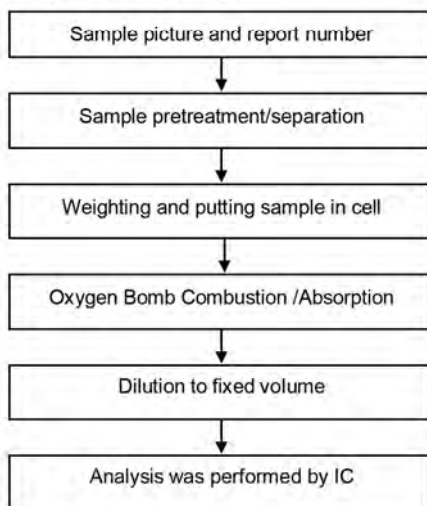 Sample picture and report number
Sample pretreatment/separation
Weighting and putting sample in cell
Oxygen Bomb Combustion /Absorption
Dilution to fixed volume
Analysis was performed by IC